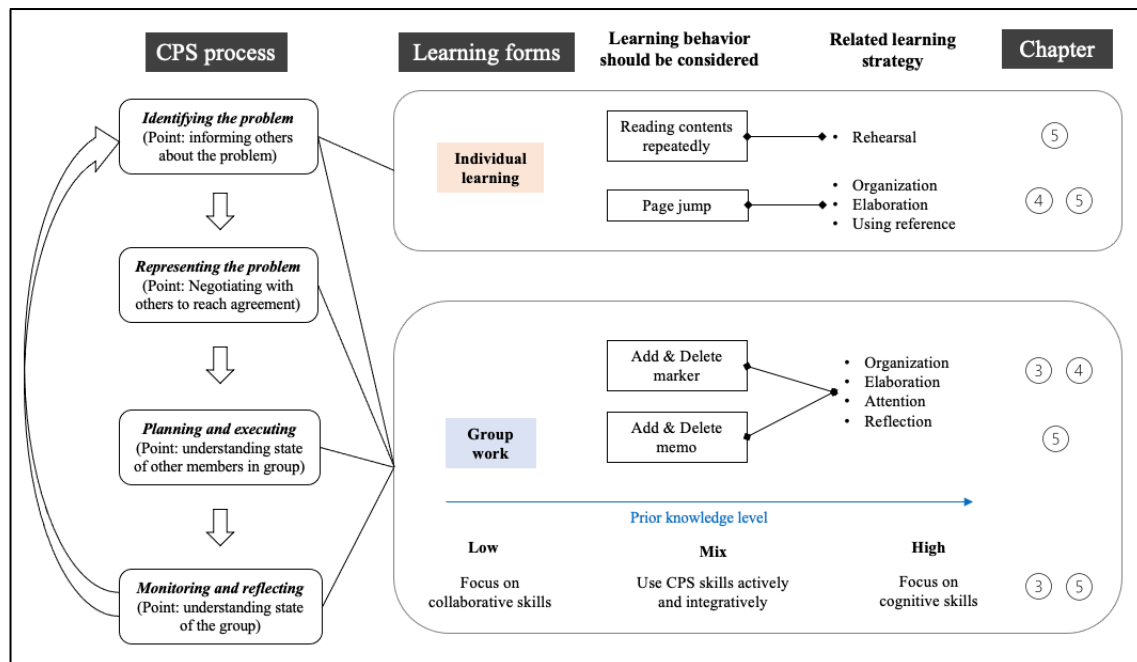 CPS process
Learning forms
Learning behavior
should be considered
Related learning
strategy
Chapter
Identifying the problem
(Point: informing others
about the problem)
Representing the problem
(Point: Negotiating with
others to reach agreement)
Planning and executing
(Point: understanding state
of other members in group)
Monitoring and reflecting
(Point: understanding state
of the group)
Individual
learning
Reading contents
repeatedly
• Rehearsal
5
Page jump
• Organization
• Elaboration
• Using reference
4 5
Group
work
Add & Delete
marker
Add & Delete
memo
• Organization
• Elaboration
• Attention
• Reflection
3 4
5
Prior knowledge level
Low
Focus on
collaborative skills
Mix
Use CPS skills actively
and integratively
High
Focus on
cognitive skills
3 5